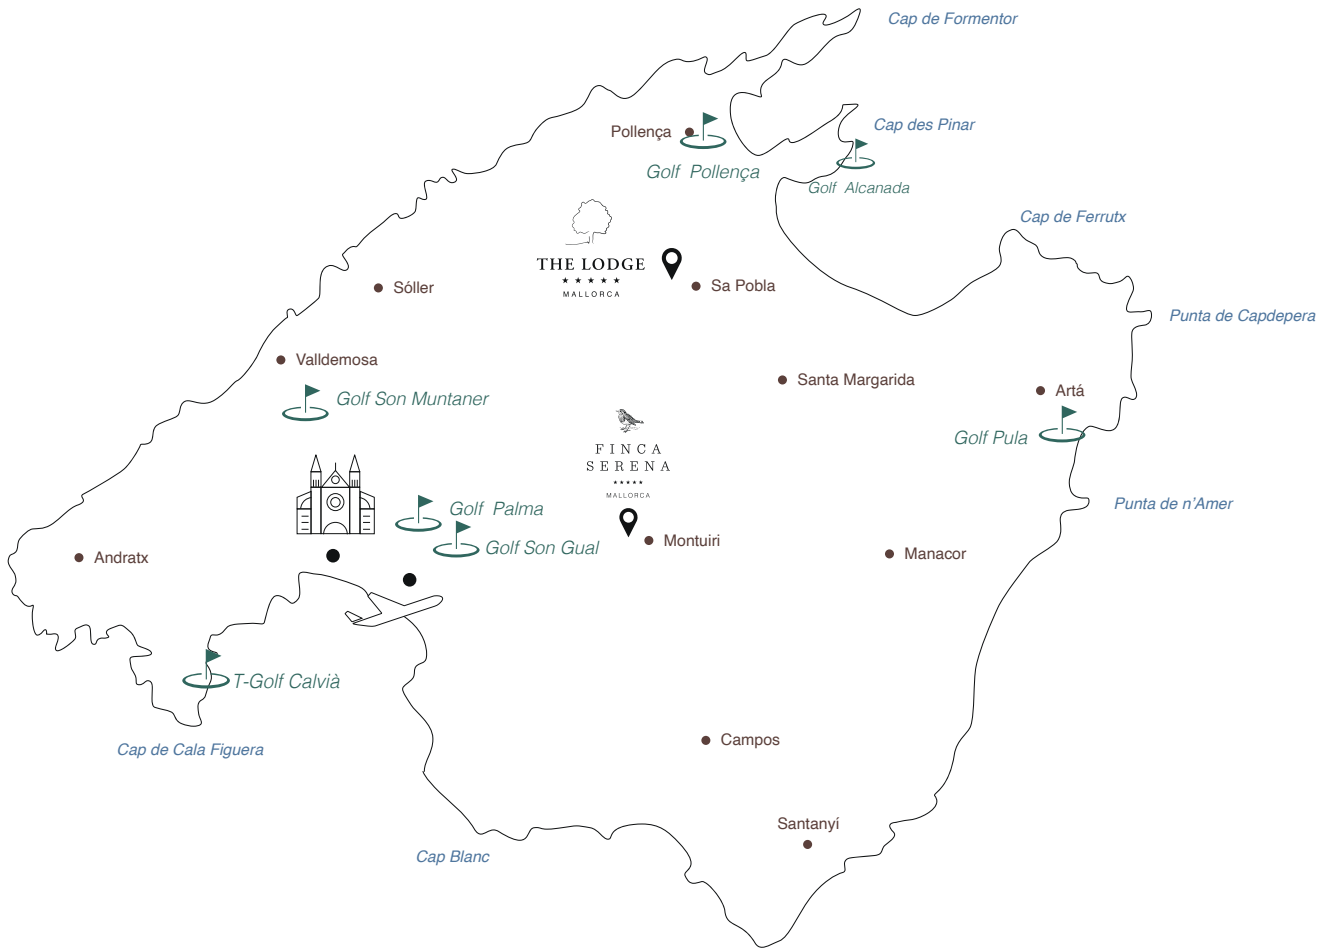 Cap de Formentor
Cap des Pinar
Pollença
Golf Pollença
Golf Alcanada
Cap de Ferrutx
THE LODGE
★★★★★
MALLORCA
Sóller
Sa Pobla
Punta de Capdepera
Valldemosa
Santa Margarida
Artá
Golf Son Muntaner
Golf Pula
FINCA
SERENA
★★★★★
MALLORCA
Golf Palma
Punta de n'Amer
Golf Son Gual
Montuiri
Manacor
Andratx
T-Golf Calvià
Cap de Cala Figuera
Campos
Santanyí
Cap Blanc